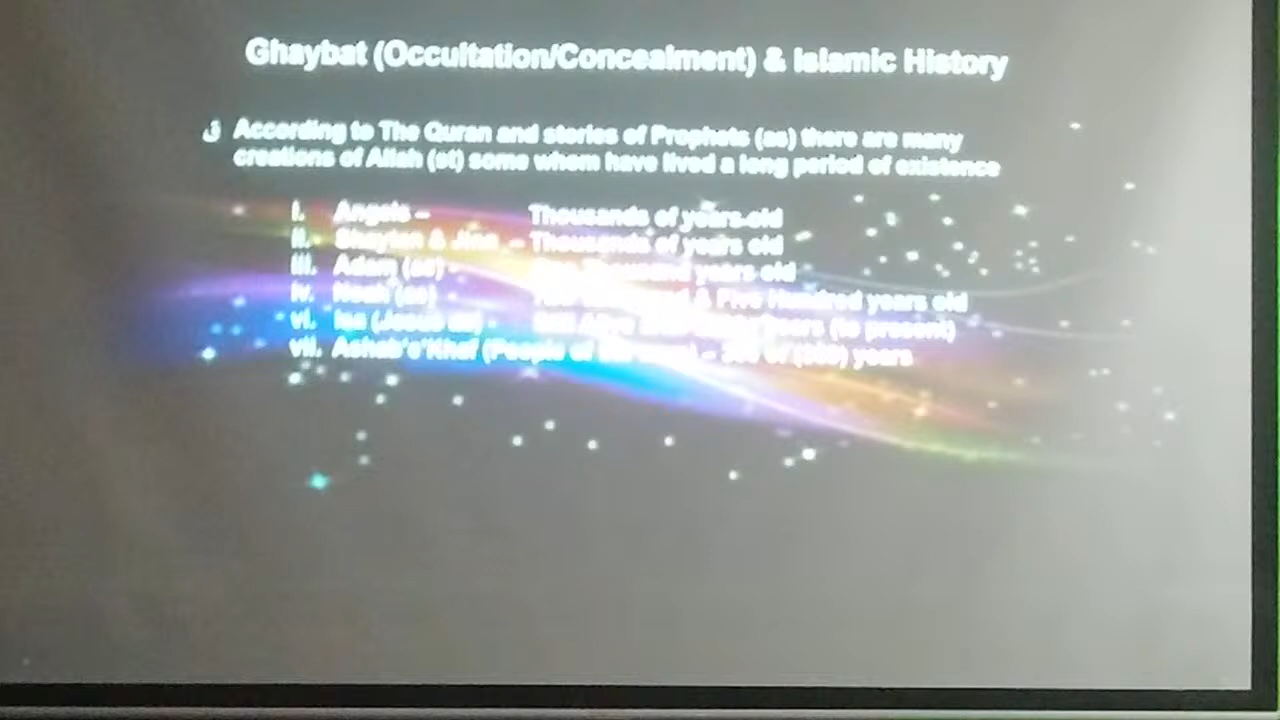 Ghaybat (Occultation/Concealment) & Islamic History
According to The Quran and stories of Prophets (as) there are many
creations of Allah (st) some whom have lived a long period of existence
i. Angels – Thousands of years old
ii. Shaytan & Jinn – Thousands of years old
iii. Adam (as) - years old
iv. Noah (as) & Five Hundred years old
vi. Isa (Jesus as) - years (to present)
vii. Ashab'e'Khaf (People of – years